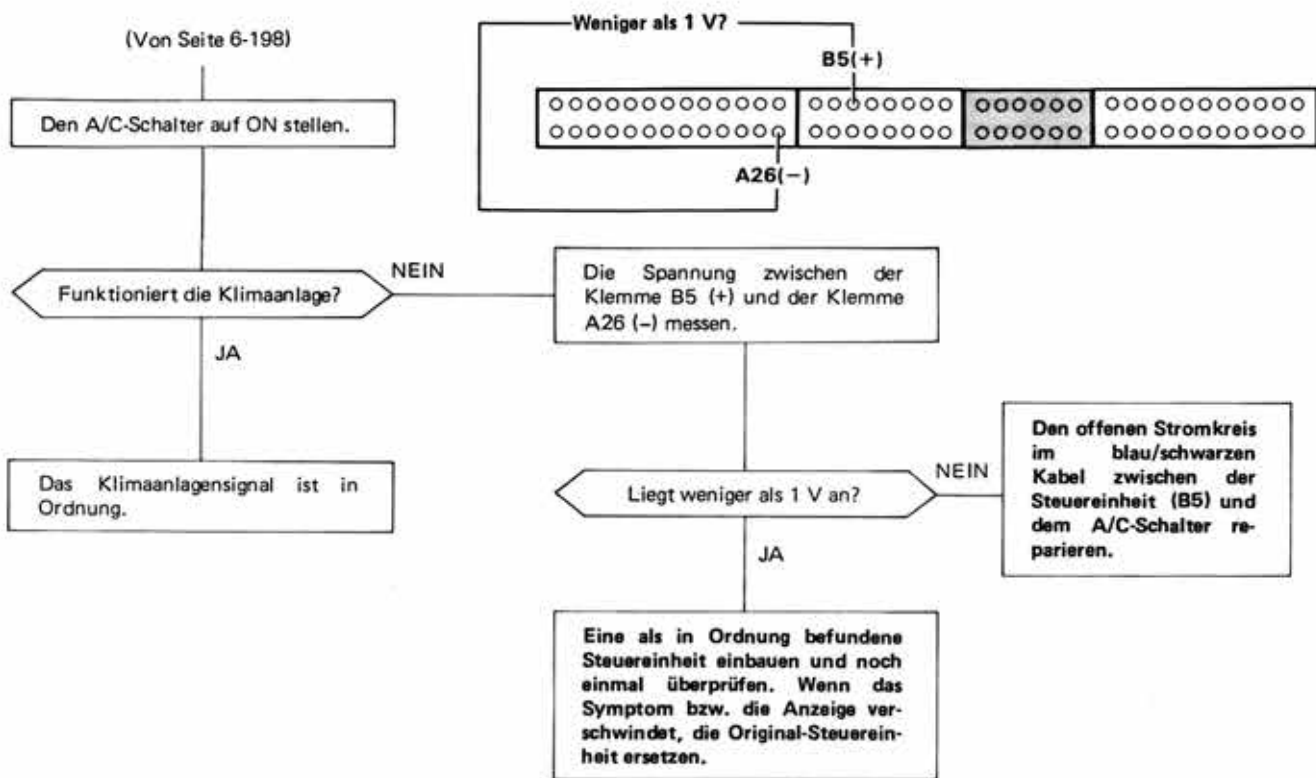 (Von Seite 6-198)
Den A/C-Schalter auf ON stellen.
Weniger als 1 V?
B5(+)
A26(−)
Funktioniert die Klimaanlage?
NEIN
JA
Die Spannung zwischen der
Klemme B5 (+) und der Klemme
A26 (−) messen.
Das Klimaanlagensignal ist in
Ordnung.
Liegt weniger als 1 V an?
NEIN
JA
Den offenen Stromkreis
im blau/schwarzen
Kabel zwischen der
Steuereinheit (B5) und
dem A/C-Schalter re-
parieren.
Eine als in Ordnung befundene
Steuereinheit einbauen und noch
einmal überprüfen. Wenn das
Symptom bzw. die Anzeige ver-
schwindet, die Original-Steuerein-
heit ersetzen.